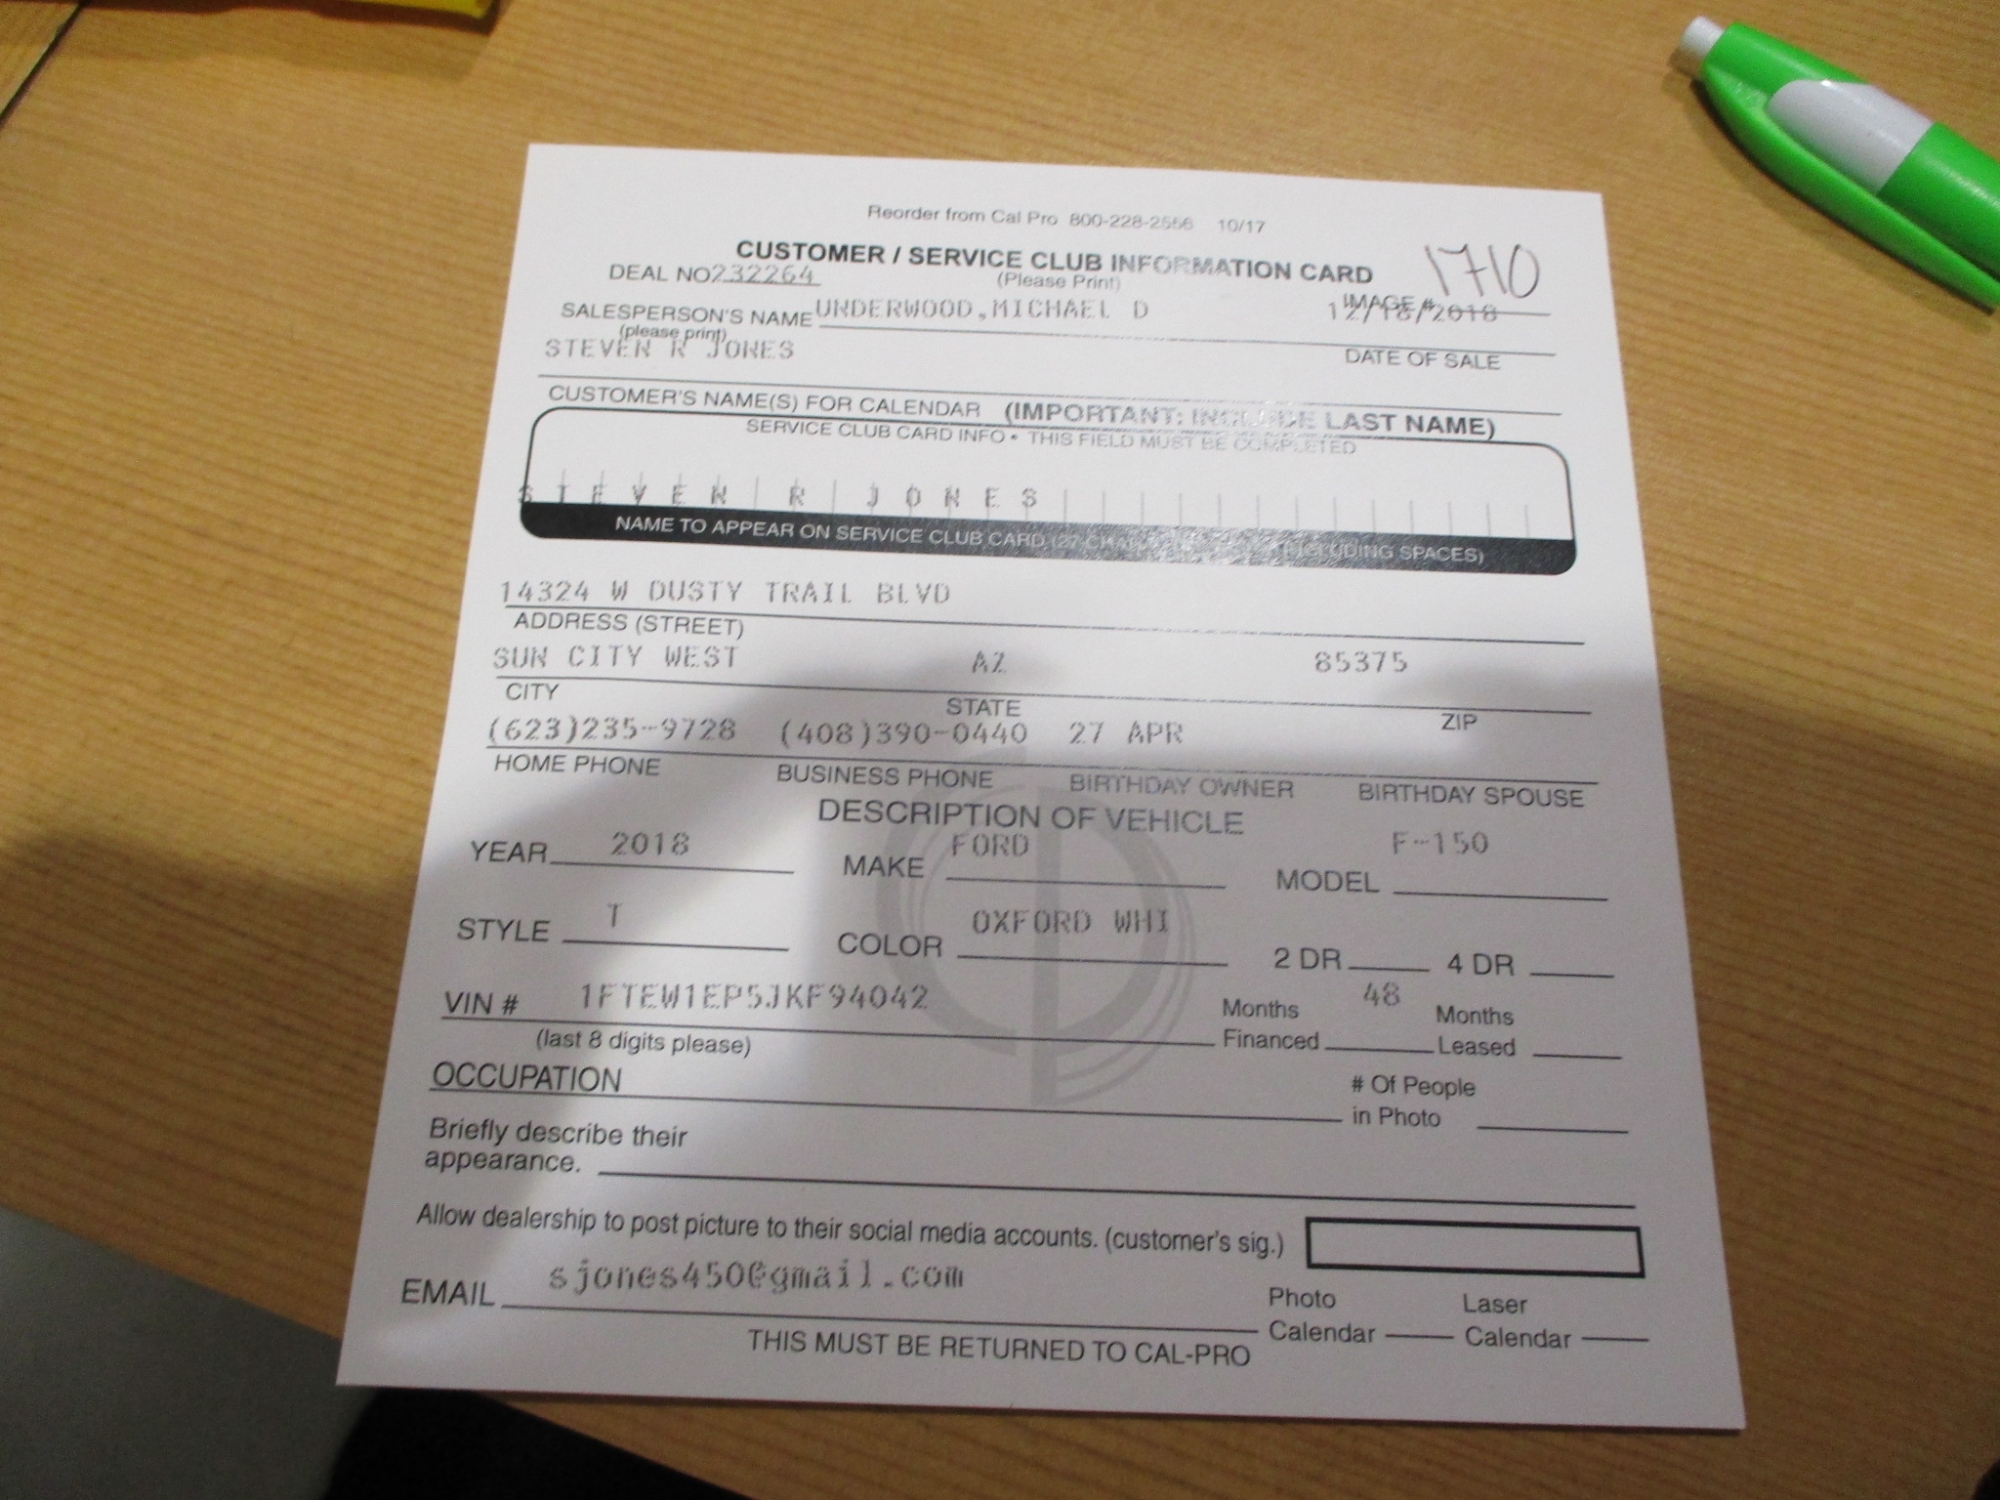 Reorder from Cal Pro 800-228-2566 10/17
CUSTOMER / SERVICE CLUB INFORMATION CARD
1710
DEAL NO 232264 (Please Print)
SALESPERSON'S NAME UNDERWOOD,MICHAEL D IMAGE #
(please print) 12/18/2018
STEVEN R JONES
DATE OF SALE
CUSTOMER'S NAME(S) FOR CALENDAR (IMPORTANT: INCLUDE LAST NAME)
SERVICE CLUB CARD INFO • THIS FIELD MUST BE COMPLETED
STEVEN R JONES
NAME TO APPEAR ON SERVICE CLUB CARD (27 INCLUDING SPACES)
14324 W DUSTY TRAIL BLVD
ADDRESS (STREET)
SUN CITY WEST AZ 85375
CITY STATE ZIP
(623)235-9728 (408)390-0440 27 APR
HOME PHONE BUSINESS PHONE BIRTHDAY OWNER BIRTHDAY SPOUSE
DESCRIPTION OF VEHICLE
YEAR 2018 MAKE FORD MODEL F-150
STYLE T COLOR OXFORD WHI 2 DR 4 DR
VIN # 1FTEW1EP5JKF94042 Months Financed 48 Months Leased
(last 8 digits please)
OCCUPATION # Of People in Photo
Briefly describe their
appearance.
Allow dealership to post picture to their social media accounts. (customer's sig.)
EMAIL sjones450@gmail.com Photo Calendar Laser Calendar
THIS MUST BE RETURNED TO CAL-PRO